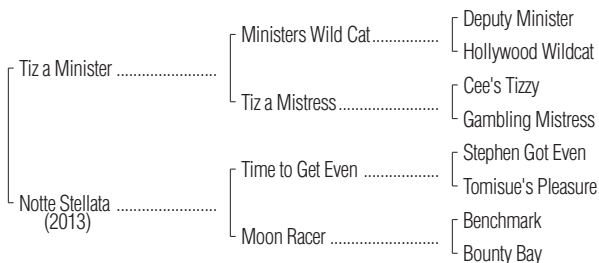 Deputy Minister
Ministers Wild Cat................
Hollywood Wildcat
Tiz a Minister .......................
Cee's Tizzy
Tiz a Mistress........................
Gambling Mistress
Stephen Got Even
Time to Get Even ..................
Tomisue's Pleasure
Notte Stellata .......................
(2013)
Benchmark
Moon Racer ..........................
Bounty Bay